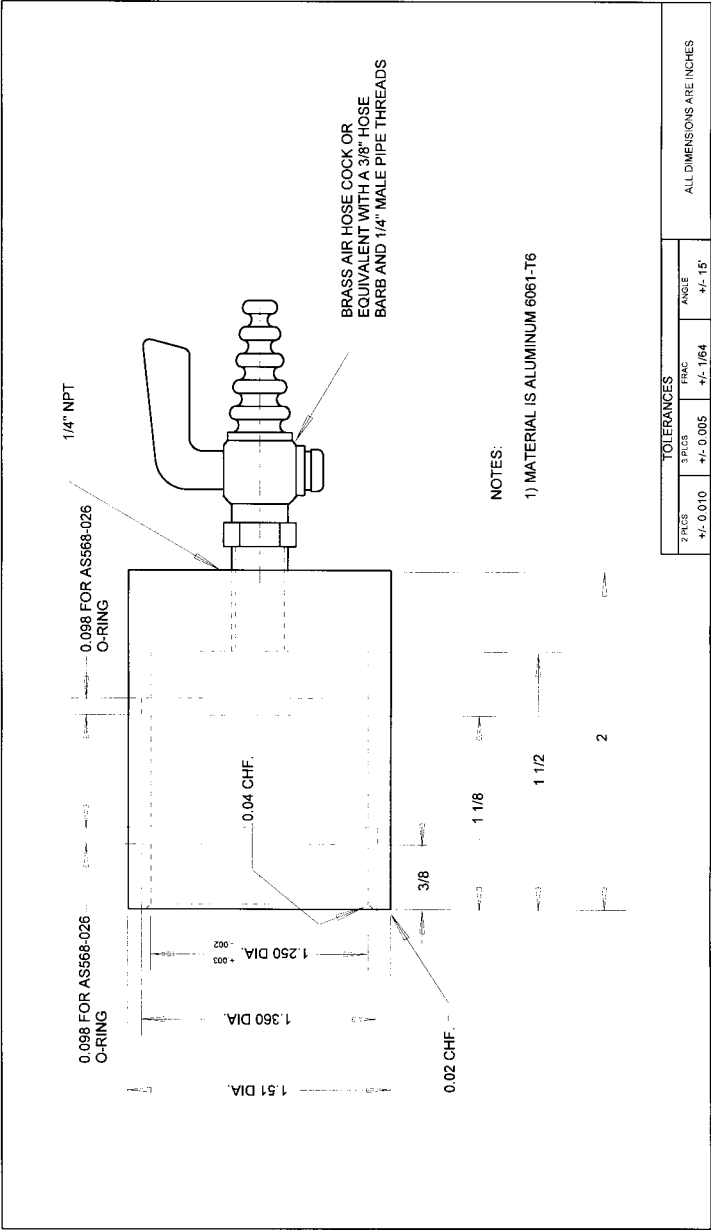 1/4" NPT
0.098 FOR AS568-026
O-RING
0.098 FOR AS568-026
O-RING
BRASS AIR HOSE COCK OR
EQUIVALENT WITH A 3/8" HOSE
BARB AND 1/4" MALE PIPE THREADS
0.04 CHF.
1.250 DIA. + .003
- .002
1.360 DIA.
1.51 DIA.
0.02 CHF.
3/8
1 1/8
1 1/2
2
NOTES:
1) MATERIAL IS ALUMINUM 6061-T6
TOLERANCES
2 PLCS 3 PLCS FRAC ANGLE
+/- 0.010 +/- 0.005 +/- 1/64 +/- 15'
ALL DIMENSIONS ARE INCHES